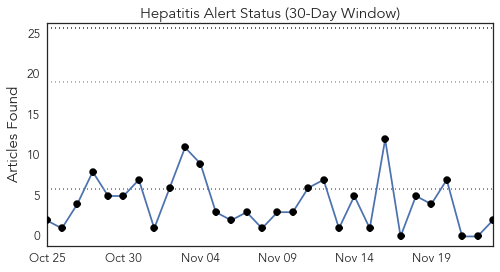 Hepatitis Alert Status (30-Day Window)
Articles Found
25
20
15
10
5
0
Oct 25 Oct 30 Nov 04 Nov 09 Nov 14 Nov 19